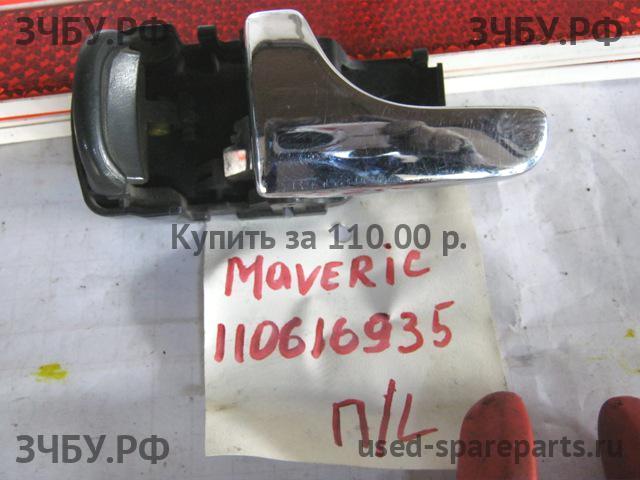 ЗЧБУ.РФ ЗЧБУ.РФ
Купить за 110.00 р.
Maveric
110616935
П/L
ЗЧБУ.РФ used-spareparts.ru